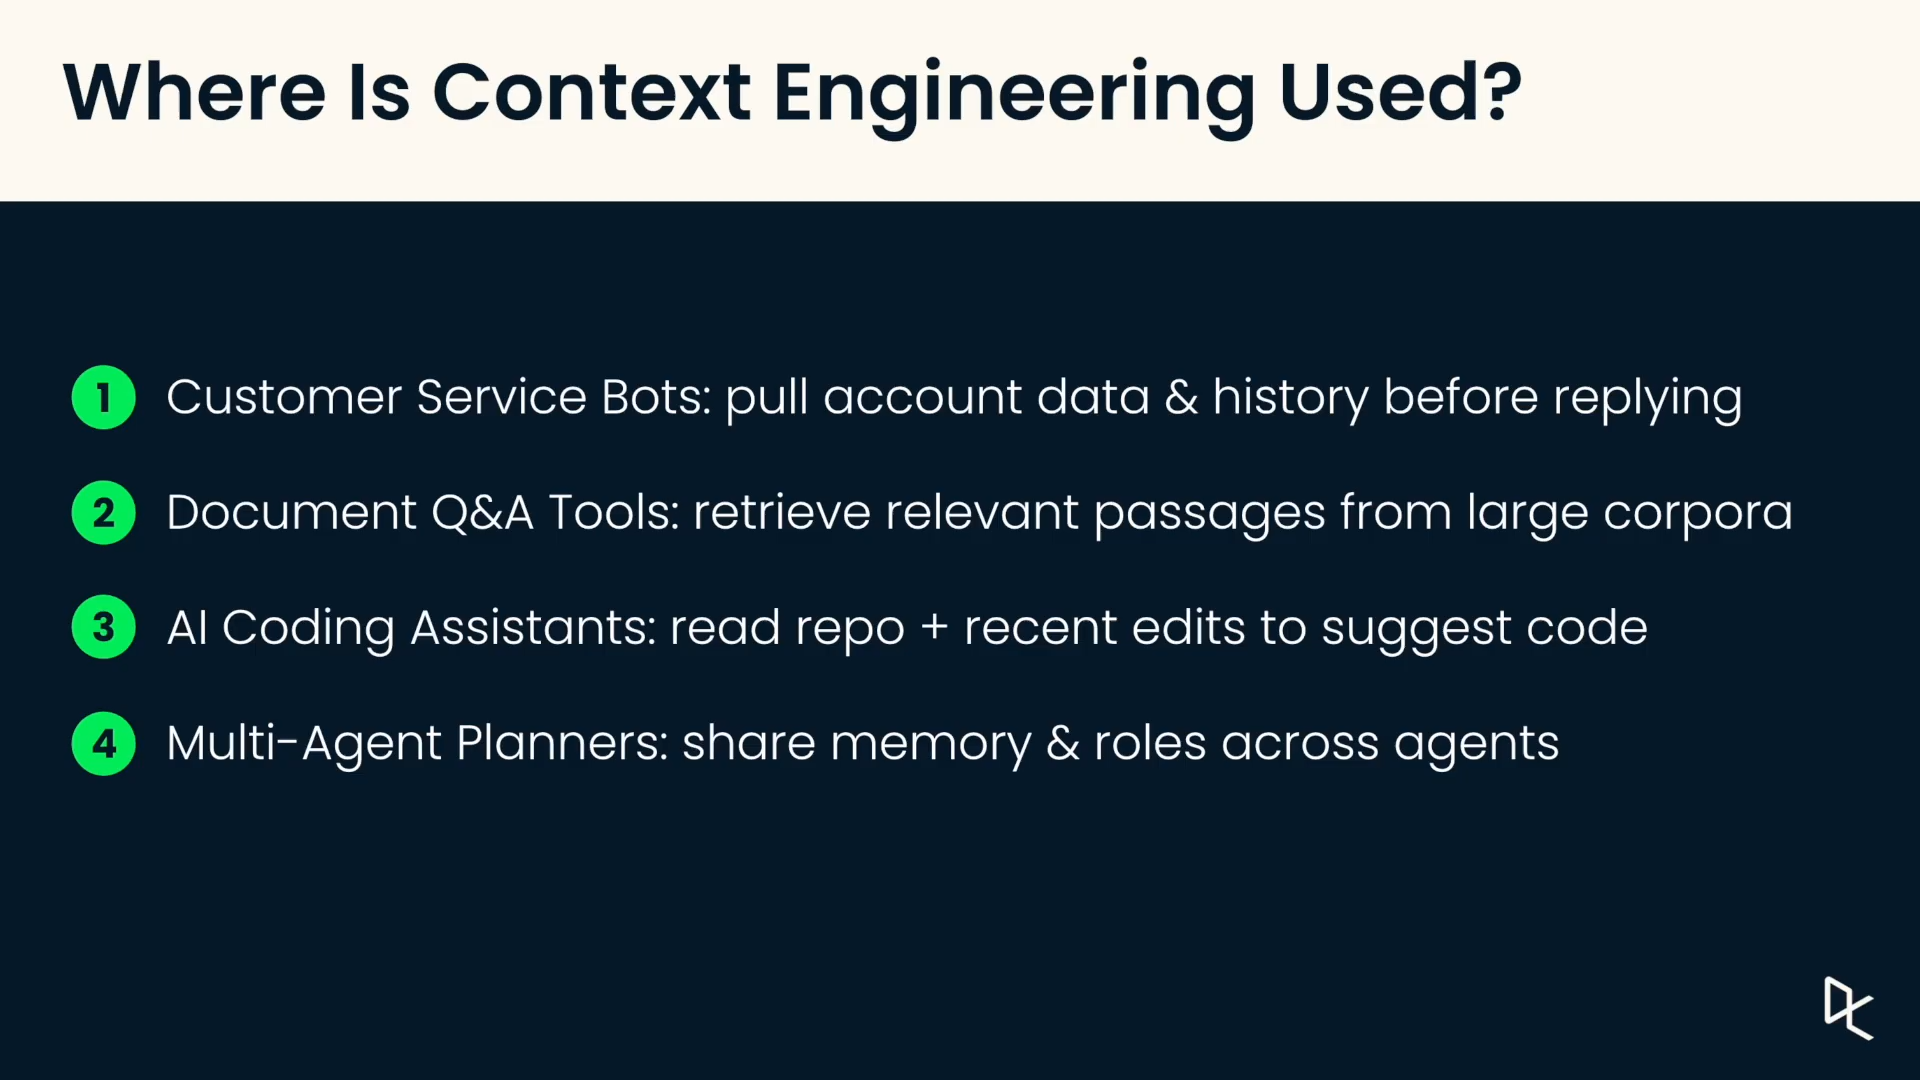 Where Is Context Engineering Used?
1 Customer Service Bots: pull account data & history before replying
2 Document Q&A Tools: retrieve relevant passages from large corpora
3 AI Coding Assistants: read repo + recent edits to suggest code
4 Multi-Agent Planners: share memory & roles across agents